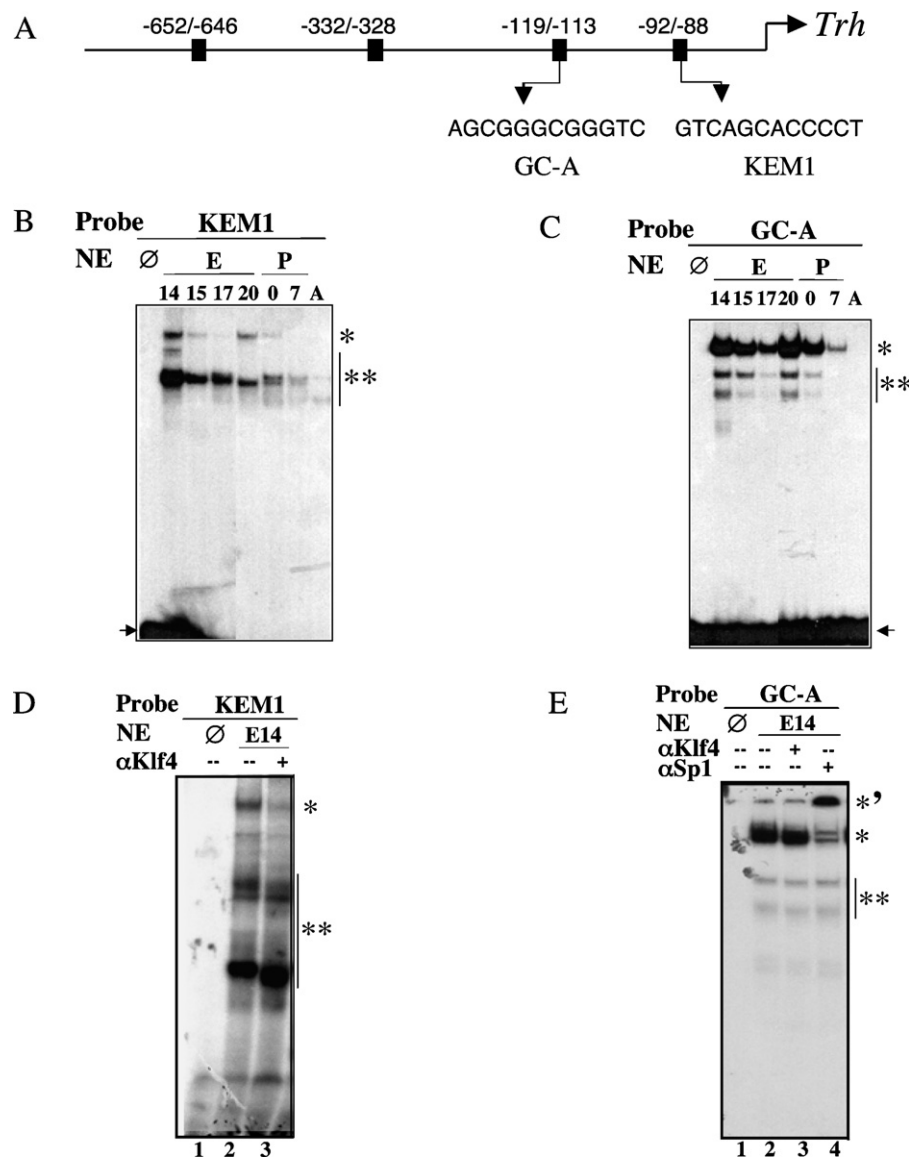 A
-652/-646 -332/-328 -119/-113 -92/-88 Trh
AGCGGGCGGGTC GTCAGCACCCCT
GC-A KEM1
B
Probe KEM1
NE Ø E P
14 15 17 20 0 7 A
*
**
C
Probe GC-A
NE Ø E P
14 15 17 20 0 7 A
*
**
D
Probe KEM1
NE Ø E14
αKlf4 -- -- +
*
**
1 2 3
E
Probe GC-A
NE Ø E14
αKlf4 -- -- + --
αSp1 -- -- -- +
*’
*
**
1 2 3 4